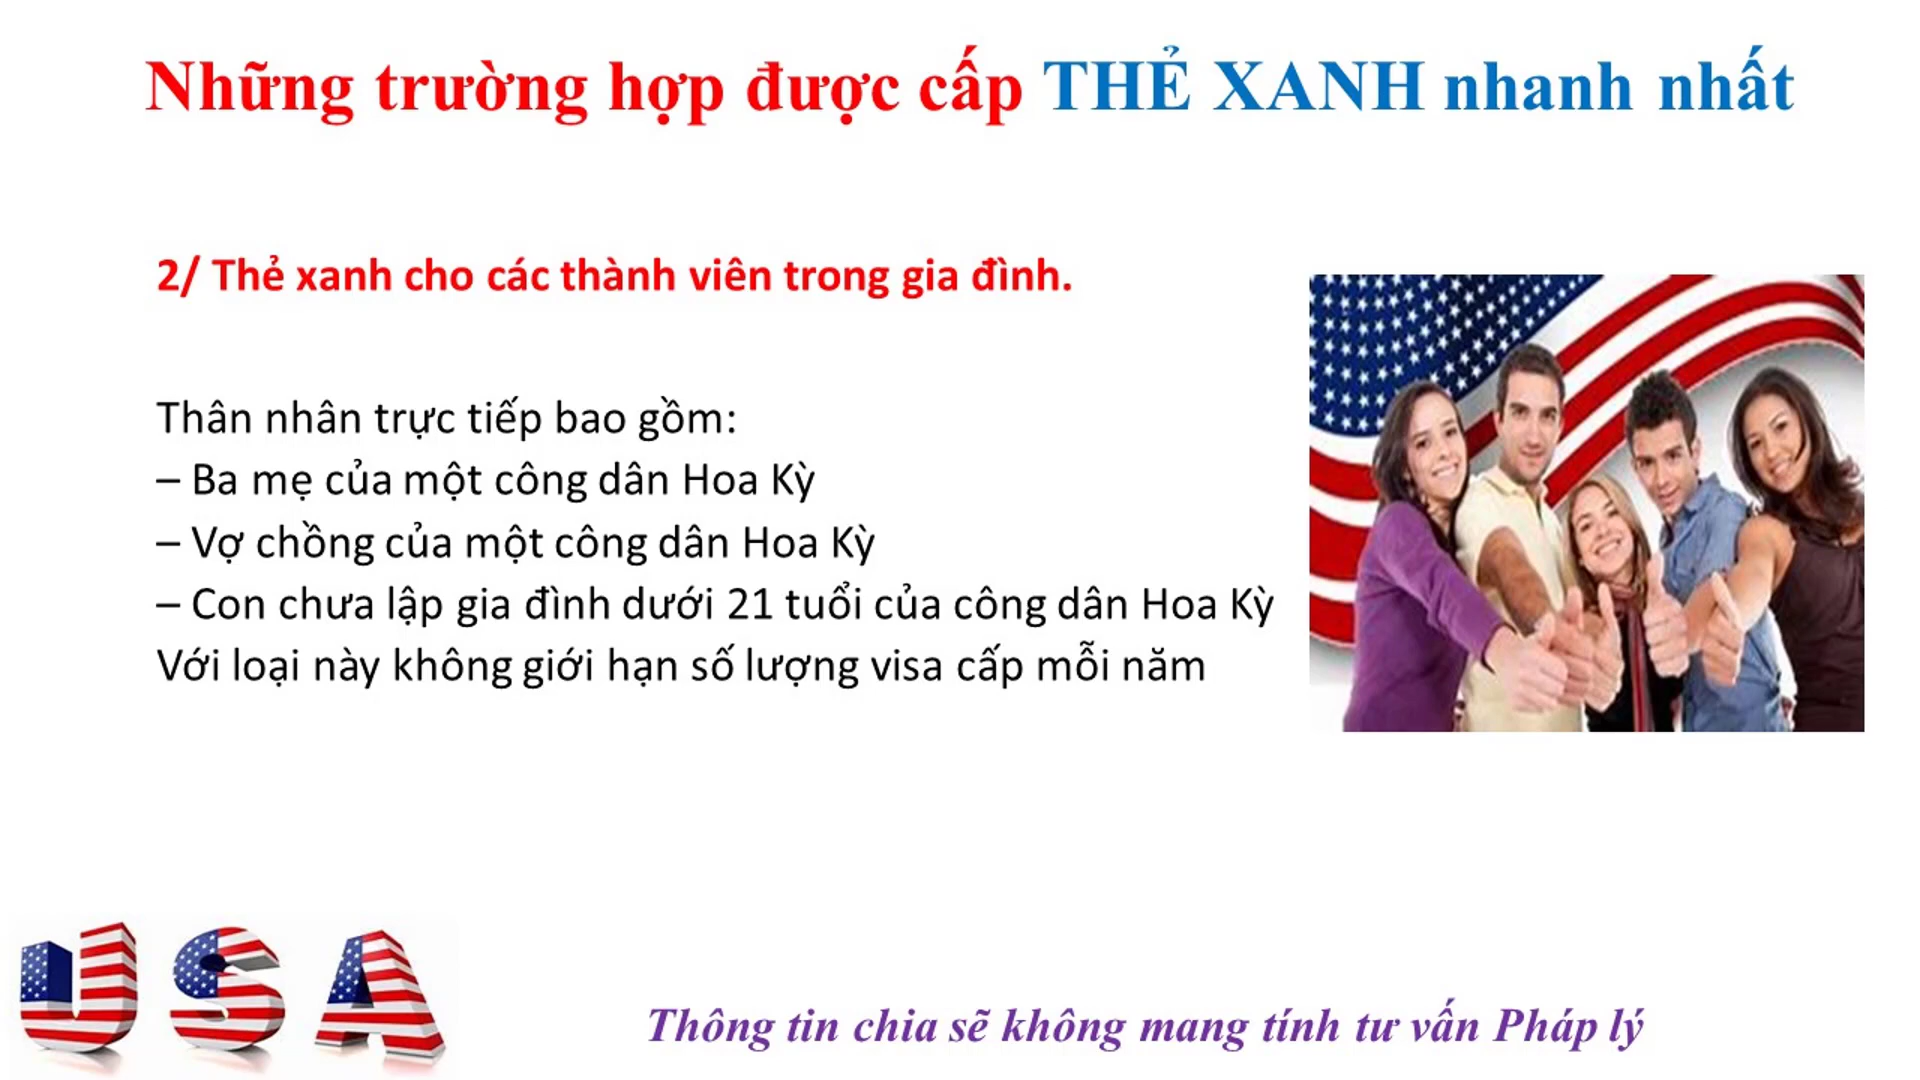 Những trường hợp được cấp THẺ XANH nhanh nhất
2/ Thẻ xanh cho các thành viên trong gia đình.
Thân nhân trực tiếp bao gồm:
– Ba mẹ của một công dân Hoa Kỳ
– Vợ chồng của một công dân Hoa Kỳ
– Con chưa lập gia đình dưới 21 tuổi của công dân Hoa Kỳ
Với loại này không giới hạn số lượng visa cấp mỗi năm
USA
Thông tin chia sẽ không mang tính tư vấn Pháp lý